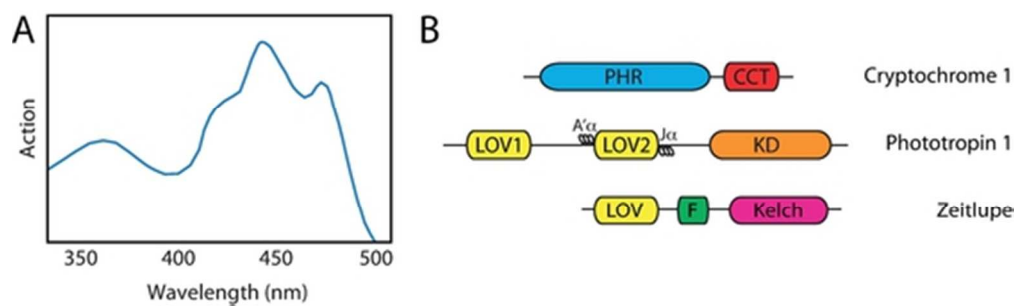 A
Action
350 400 450 500
Wavelength (nm)
B
PHR CCT Cryptochrome 1
A'α Jα
LOV1 LOV2 KD Phototropin 1
LOV F Kelch Zeitlupe